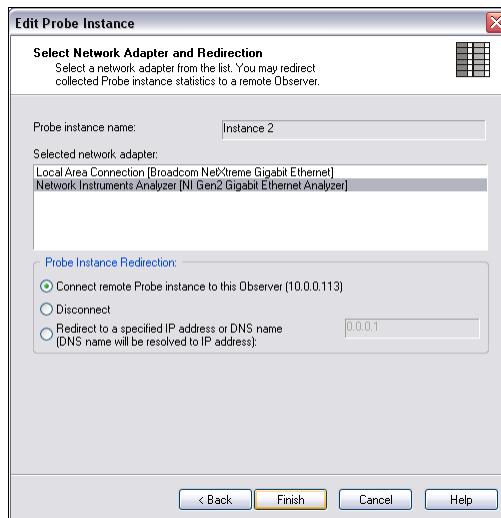 Edit Probe Instance
Select Network Adapter and Redirection
Select a network adapter from the list. You may redirect
collected Probe instance statistics to a remote Observer.
Probe instance name: Instance 2
Selected network adapter:
Local Area Connection [Broadcom NetXtreme Gigabit Ethernet]
Network Instruments Analyzer [NI Gen2 Gigabit Ethernet Analyzer]
Probe Instance Redirection:
Connect remote Probe instance to this Observer (10.0.0.113)
Disconnect
Redirect to a specified IP address or DNS name 0.0.0.1
(DNS name will be resolved to IP address):
< Back Finish Cancel Help